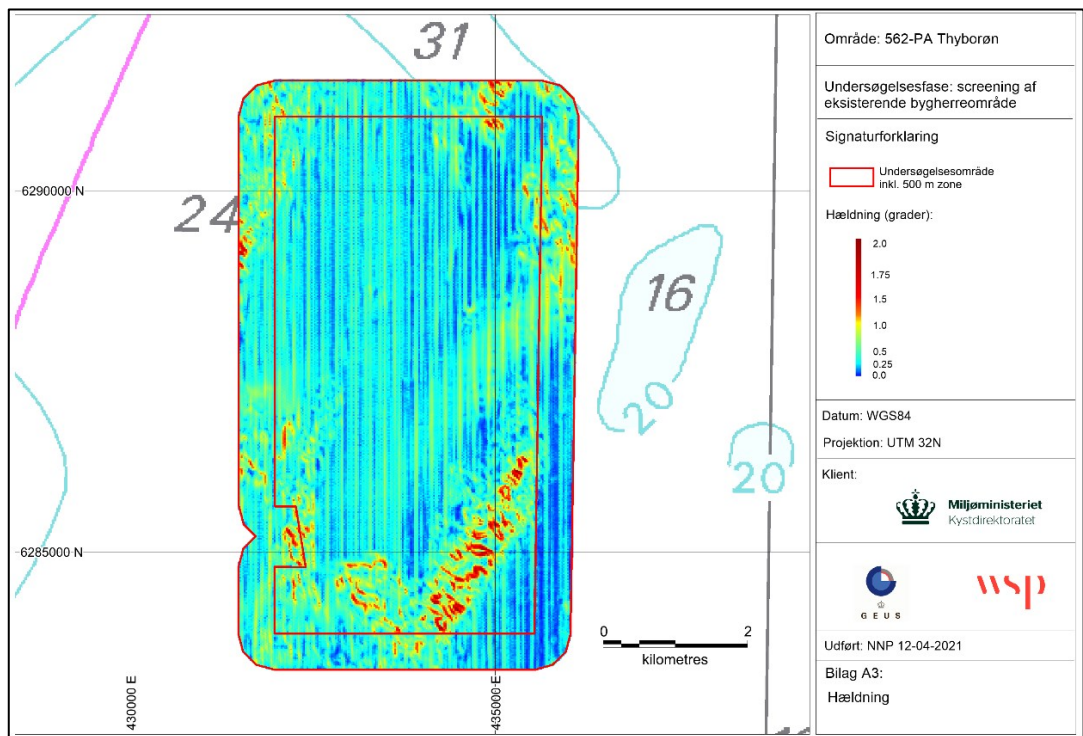 31
6290000 N
24
16
20
20
6285000 N
0 2
kilometres
430000 E
435000 E
Område: 562-PA Thyborøn
Undersøgelsesfase: screening af
eksisterende bygherreområde
Signaturforklaring
Undersøgelsesområde
inkl. 500 m zone
Hældning (grader):
2.0
1.75
1.5
1.0
0.25
0.0
Datum: WGS84
Projektion: UTM 32N
Klient:
Miljøministeriet
Kystdirektoratet
G E U S
wsp
Udført: NNP 12-04-2021
Bilag A3:
Hældning